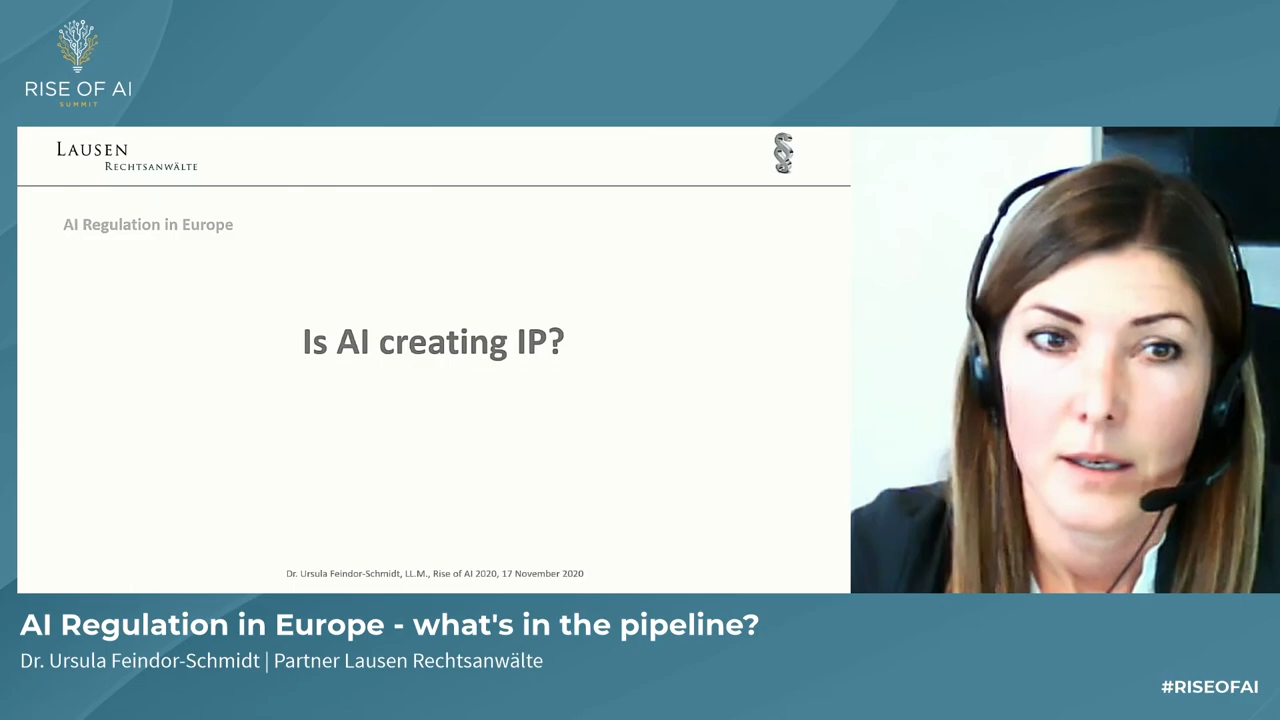 RISE OF AI
SUMMIT
LAUSEN
RECHTSANWÄLTE
AI Regulation in Europe
Is AI creating IP?
Dr. Ursula Feindor-Schmidt, LL.M., Rise of AI 2020, 17 November 2020
AI Regulation in Europe - what's in the pipeline?
Dr. Ursula Feindor-Schmidt | Partner Lausen Rechtsanwälte
#RISEOFAI